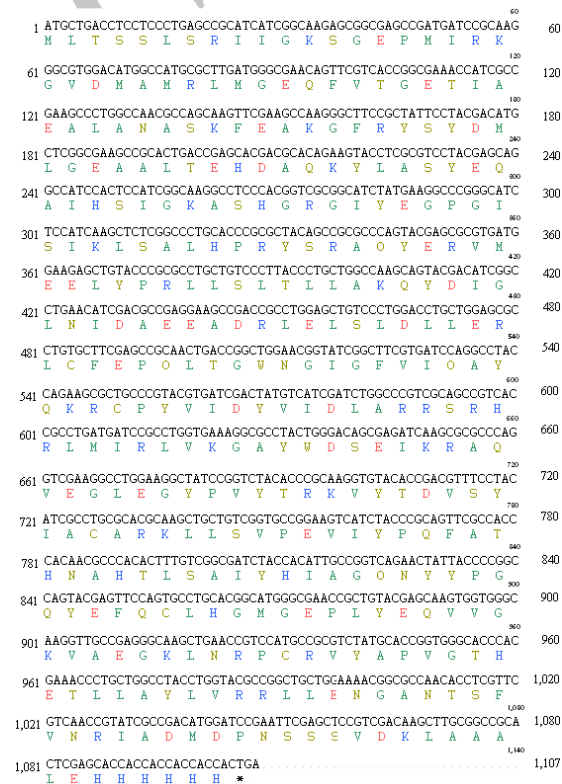 60
1 ATGCTGACCTCCTCCCTGAGCCGCATCATCGGCAAGAGCGGCGAGCCGATGATCCGCAAG 60
M L T S S L S R I I G K S G E P M I R K
120
61 GGCGTGGACATGGCCATGCGCTTGATGGGCGAACAGTTCGTCACCGGCGAAACCATCGCC 120
G V D M A M R L M G E Q F V T G E T I A
180
121 GAAGCCCTGGCCAACGCCAGCAAGTTCGAAGCCAAGGGCTTCCGCTATTCCTACGACATG 180
E A L A N A S K F E A K G F R Y S Y D M
240
181 CTCGGCGAAGCCGCACTGACCGAGCACGACGCACAGAAGTACCTCGCGTCCTACGAGCAG 240
L G E A A L T E H D A Q K Y L A S Y E Q
300
241 GCCATCCACTCCATCGGCAAGGCCTCCCACGGTCGCGGCATCTATGAAGGCCCGGGCATC 300
A I H S I G K A S H G R G I Y E G P G I
360
301 TCCATCAAGCTCTCGGCCCTGCACCCGCGCTACAGCCGCGCCCAGTACGAGCGCGTGATG 360
S I K L S A L H P R Y S R A Q Y E R V M
420
361 GAAGAGCTGTACCCGCGCCTGCTGTCCCTTACCCTGCTGGCCAAGCAGTACGACATCGGC 420
E E L Y P R L L S L T L L A K Q Y D I G
480
421 CTGAACATCGACGCCGAGGAAGCCGACCGCCTGGAGCTGTCCCTGGACCTGCTGGAGCGC 480
L N I D A E E A D R L E L S L D L L E R
540
481 CTGTGCTTCGAGCCGCAACTGACCGGCTGGAACGGTATCGGCTTCGTGATCCAGGCCTAC 540
L C F E P Q L T G W N G I G F V I Q A Y
600
541 CAGAAGCGCTGCCCGTACGTGATCGACTATGTCATCGATCTGGCCCGTCGCAGCCGTCAC 600
Q K R C P Y V I D Y V I D L A R R S R H
660
601 CGCCTGATGATCCGCCTGGTGAAAGGCGCCTACTGGGACAGCGAGATCAAGCGCGCCCAG 660
R L M I R L V K G A Y W D S E I K R A Q
720
661 GTCGAAGGCCTGGAAGGCTATCCGGTCTACACCCGCAAGGTGTACACCGACGTTTCCTAC 720
V E G L E G Y P V Y T R K V Y T D V S Y
780
721 ATCGCCTGCGCACGCAAGCTGCTGTCGGTGCCGGAAGTCATCTACCCGCAGTTCGCCACC 780
I A C A R K L L S V P E V I Y P Q F A T
840
781 CACAACGCCCACACTTTGTCGGCGATCTACCACATTGCCGGTCAGAACTATTACCCCGGC 840
H N A H T L S A I Y H I A G Q N Y Y P G
900
841 CAGTACGAGTTCCAGTGCCTGCACGGCATGGGCGAACCGCTGTACGAGCAAGTGGTGGGC 900
Q Y E F Q C L H G M G E P L Y E Q V V G
960
901 AAGGTTGCCGAGGGCAAGCTGAACCGTCCATGCCGCGTCTATGCACCGGTGGGCACCCAC 960
K V A E G K L N R P C R V Y A P V G T H
961 GAAACCCTGCTGGCCTACCTGGTACGCCGGCTGCTGGAAAACGGCGCCAACACCTCGTTC 1,020
E T L L A Y L V R R L L E N G A N T S F
1,080
1,021 GTCAACCGTATCGCCGACATGGATCCGAATTCGAGCTCCGTCGACAAGCTTGCGGCCGCA 1,080
V N R I A D M D P N S S S V D K L A A A
1,140
1,081 CTCGAGCACCACCACCACCACCACTGA 1,107
L E H H H H H H *